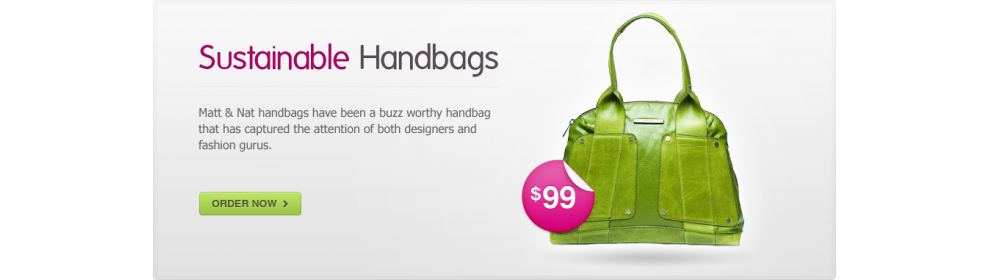 Sustainable Handbags
Matt & Nat handbags have been a buzz worthy handbag
that has captured the attention of both designers and
fashion gurus.
ORDER NOW
$99